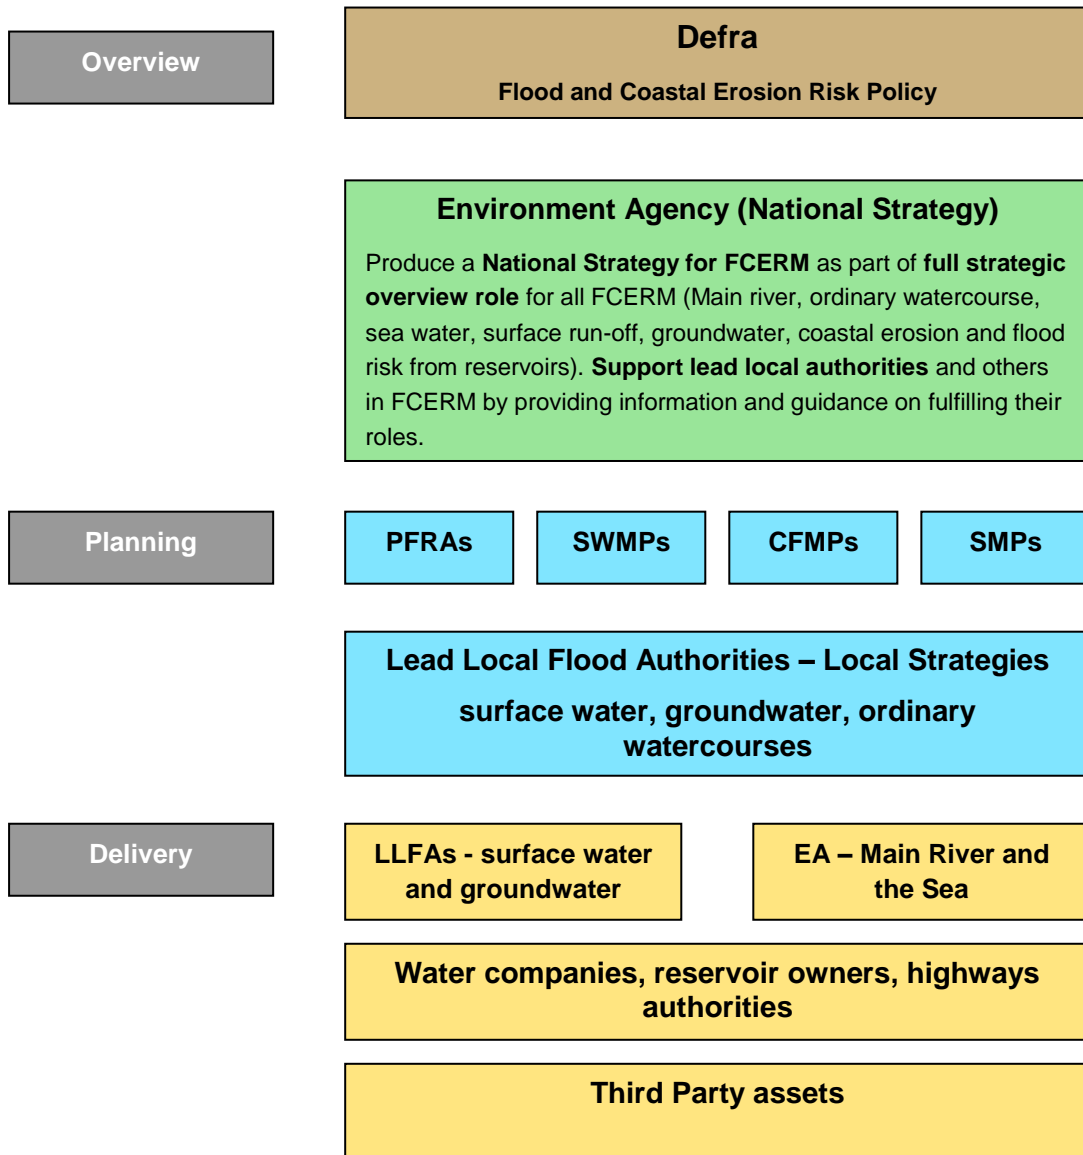 Overview
Defra
Flood and Coastal Erosion Risk Policy
Environment Agency (National Strategy)
Produce a National Strategy for FCERM as part of full strategic
overview role for all FCERM (Main river, ordinary watercourse,
sea water, surface run-off, groundwater, coastal erosion and flood
risk from reservoirs). Support lead local authorities and others
in FCERM by providing information and guidance on fulfilling their
roles.
Planning
PFRAs
SWMPs
CFMPs
SMPs
Lead Local Flood Authorities – Local Strategies
surface water, groundwater, ordinary
watercourses
Delivery
LLFAs - surface water
and groundwater
EA – Main River and
the Sea
Water companies, reservoir owners, highways
authorities
Third Party assets